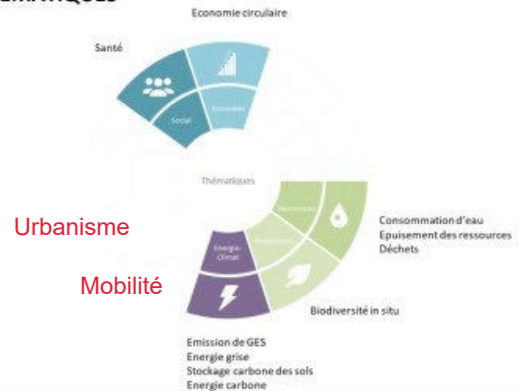 Economie circulaire
Santé
Social
Thématiques
Urbanisme
Consommation d'eau
Epuisement des ressources
Déchets
Energie-
Climat
Mobilité
Biodiversité in situ
Emission de GES
Energie grise
Stockage carbone des sols
Energie carbone